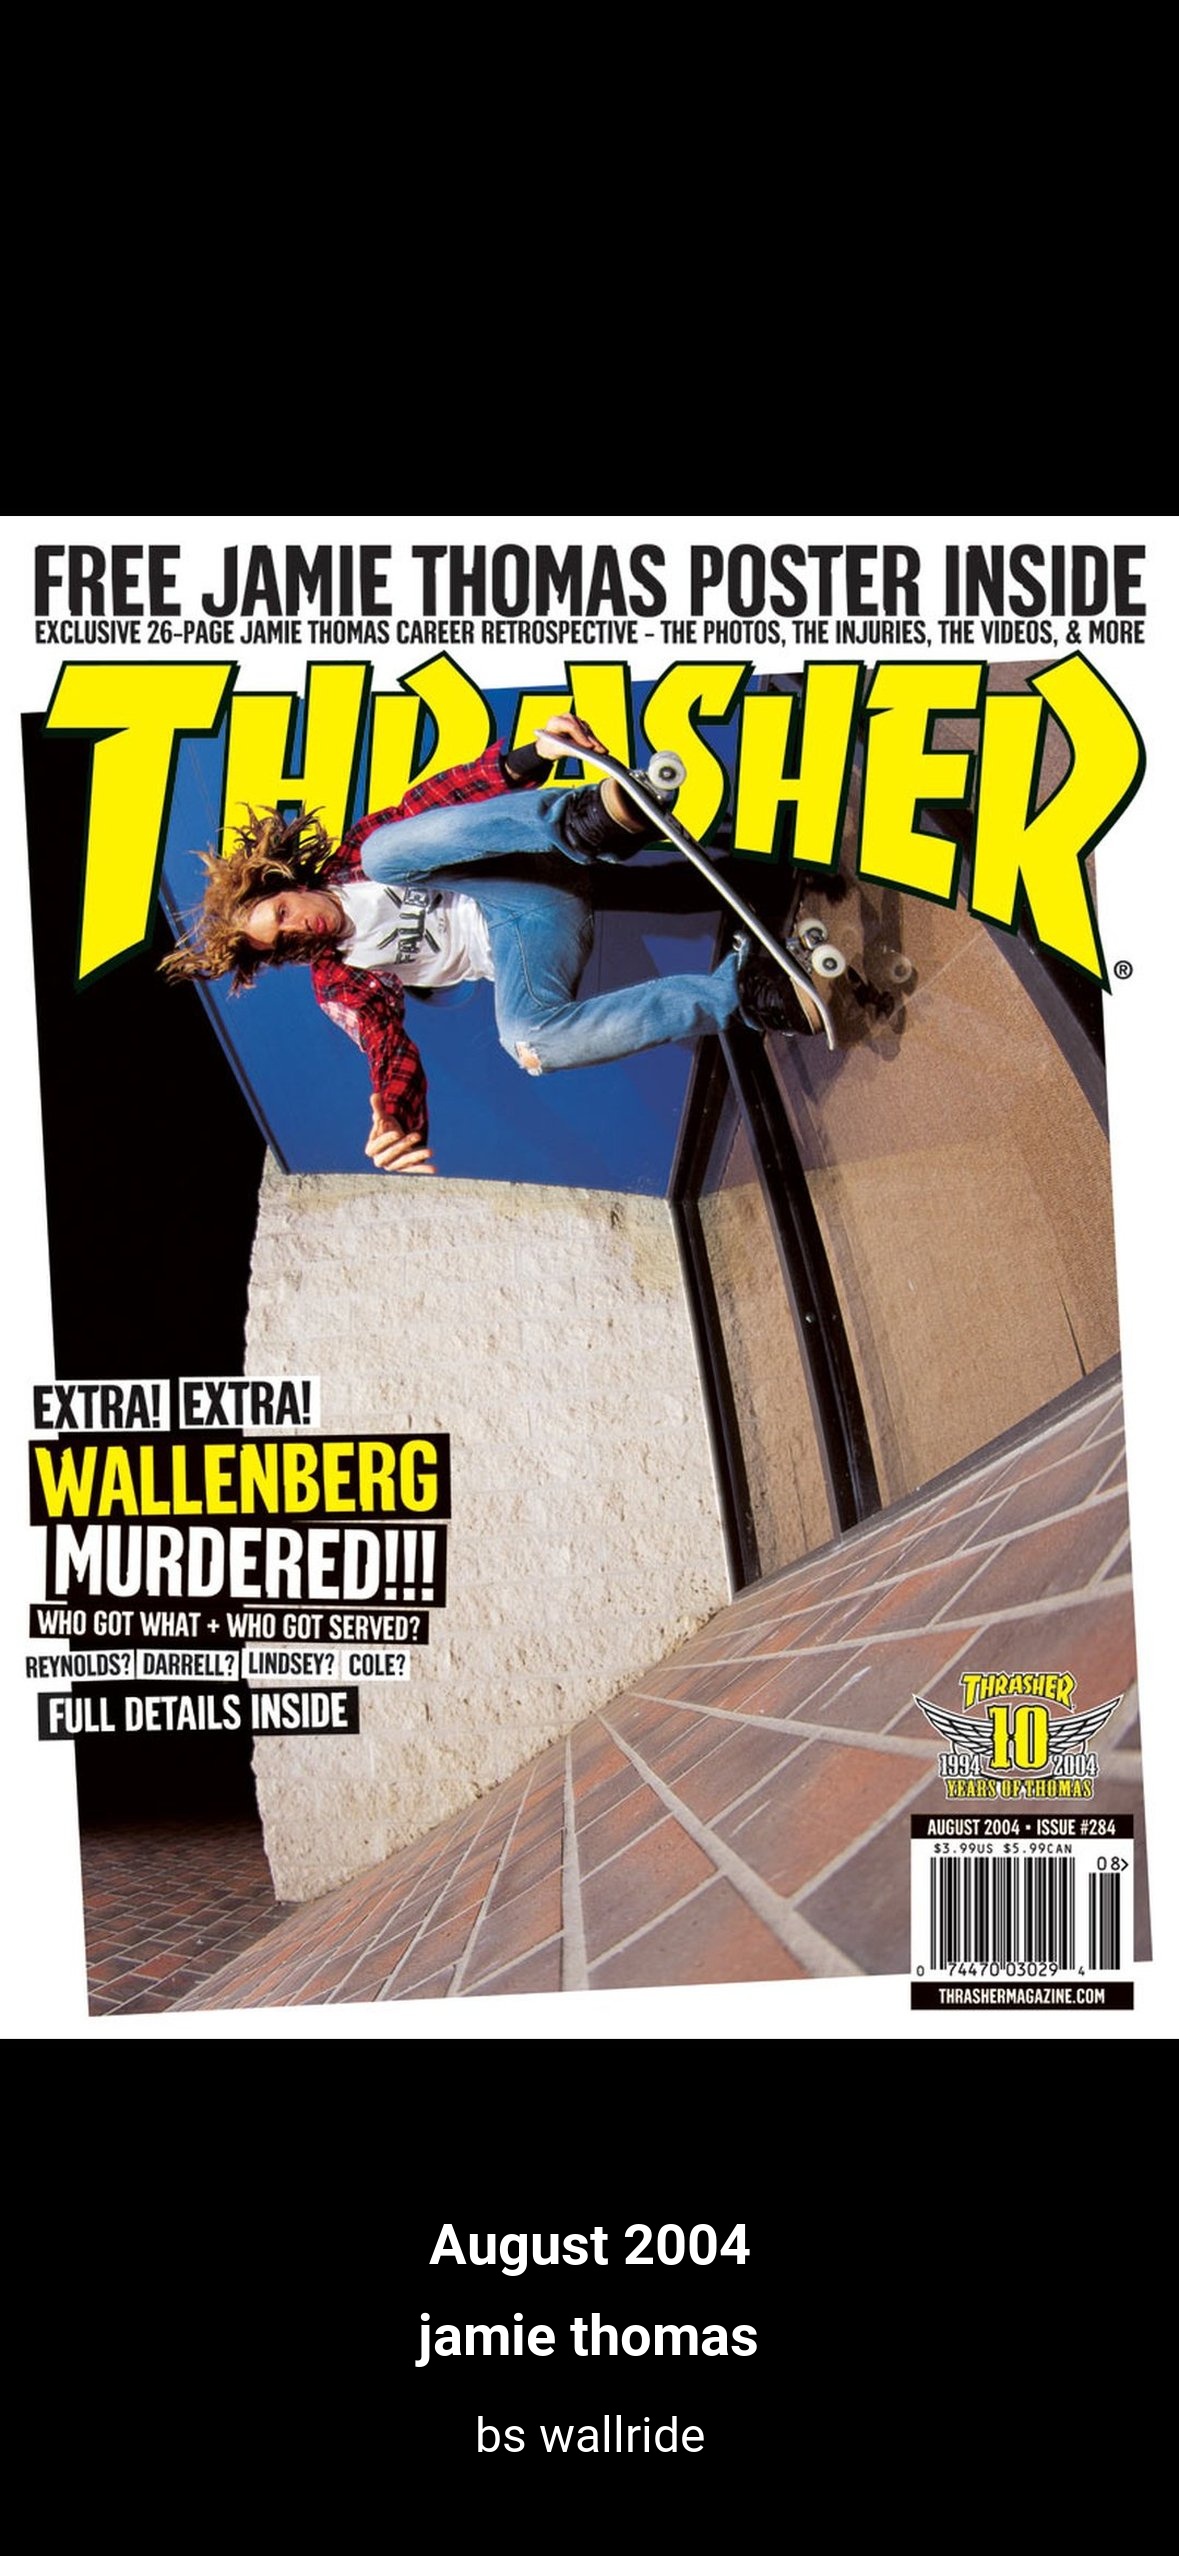 FREE JAMIE THOMAS POSTER INSIDE
EXCLUSIVE 26-PAGE JAMIE THOMAS CAREER RETROSPECTIVE - THE PHOTOS, THE INJURIES, THE VIDEOS, & MORE
THRASHER
®
FALLEN
EXTRA! EXTRA!
WALLENBERG
MURDERED!!!
WHO GOT WHAT + WHO GOT SERVED?
REYNOLDS? DARRELL? LINDSEY? COLE?
FULL DETAILS INSIDE
THRASHER
10
1994 2004
YEARS OF THOMAS
AUGUST 2004 • ISSUE #284
$3.99US $5.99CAN
08>
0 74470 03029 4
THRASHERMAGAZINE.COM
August 2004
jamie thomas
bs wallride